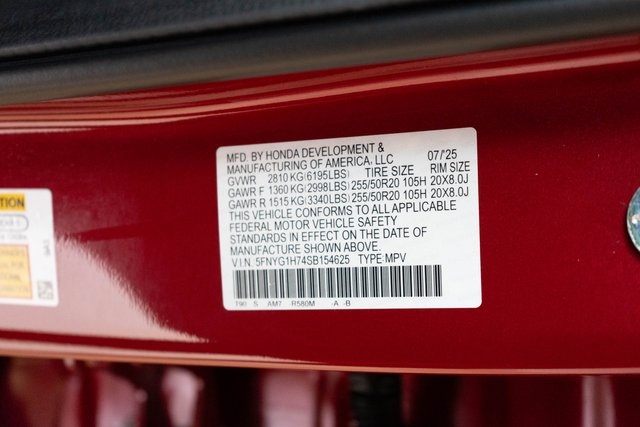 MFD. BY HONDA DEVELOPMENT &
MANUFACTURING OF AMERICA, LLC 07/'25
GVWR 2810 KG(6195LBS) TIRE SIZE RIM SIZE
GAWR F 1360 KG(2998LBS) 255/50R20 105H 20X8.0J
GAWR R 1515 KG(3340LBS) 255/50R20 105H 20X8.0J
THIS VEHICLE CONFORMS TO ALL APPLICABLE
FEDERAL MOTOR VEHICLE SAFETY
STANDARDS IN EFFECT ON THE DATE OF
MANUFACTURE SHOWN ABOVE.
V.I.N. 5FNYG1H74SB154625 TYPE:MPV
S AM7 R580M -A -B
TION